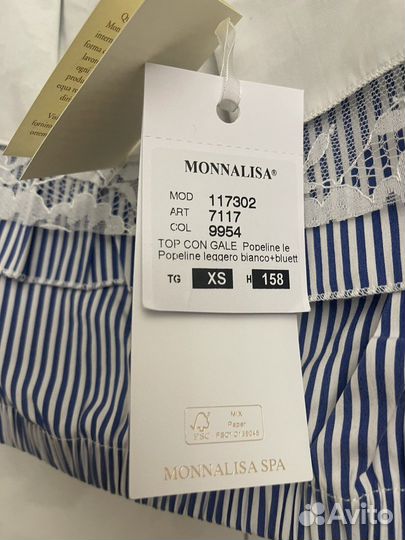 MONNALISA®
MOD 117302
ART 7117
COL 9954
TOP CON GALE Popeline le
Popeline leggero bianco+bluett
TG XS H 158
MIX
Paper
FSC
MONNALISA SPA
Avito